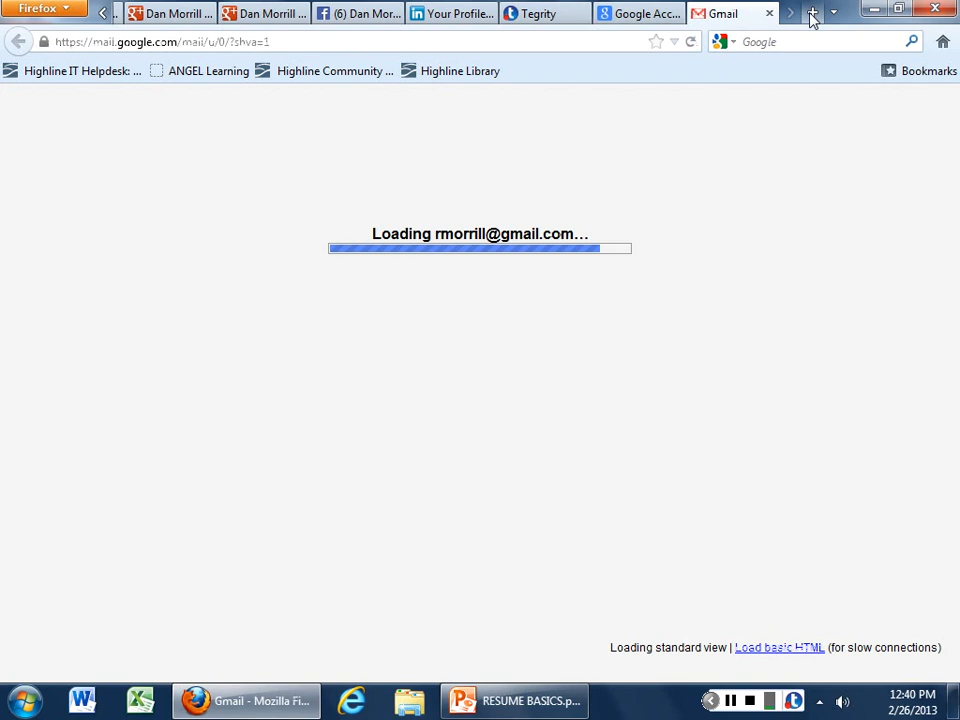 Firefox
Dan Morrill ... Dan Morrill ... (6) Dan Mor... Your Profile... Tegrity Google Acc... Gmail
https://mail.google.com/mail/u/0/?shva=1 Google
Highline IT Helpdesk: ... ANGEL Learning Highline Community ... Highline Library Bookmarks
Loading rmorrill@gmail.com...
Loading standard view | Load basic HTML (for slow connections)
Gmail - Mozilla Fi... RESUME BASICS.p... 12:40 PM
2/26/2013